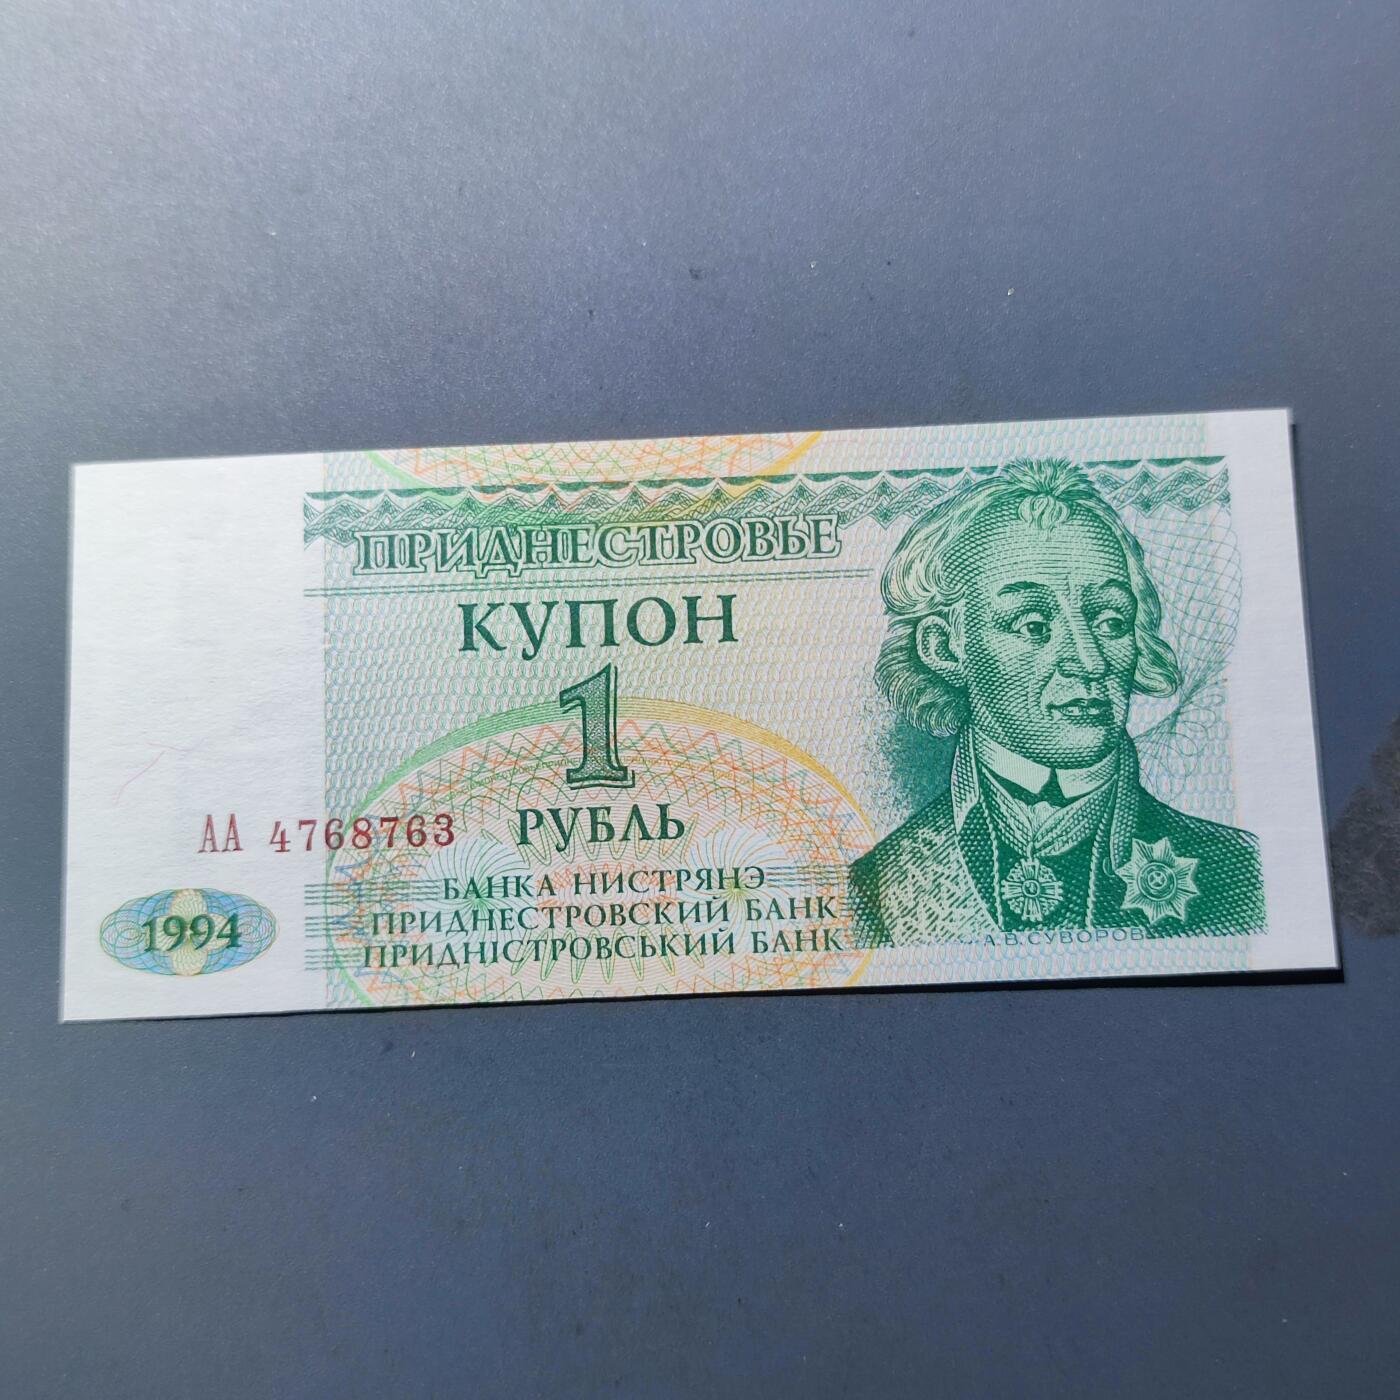 ПРИДНЕСТРОВЬЕ
КУПОН
1
РУБЛЬ
АА 4768763
БАНКА НИСТРЯНЭ
ПРИДНЕСТРОВСКИЙ БАНК
ПРИДНІСТРОВСЬКИЙ БАНК
1994
А.В.СУВОРОВ